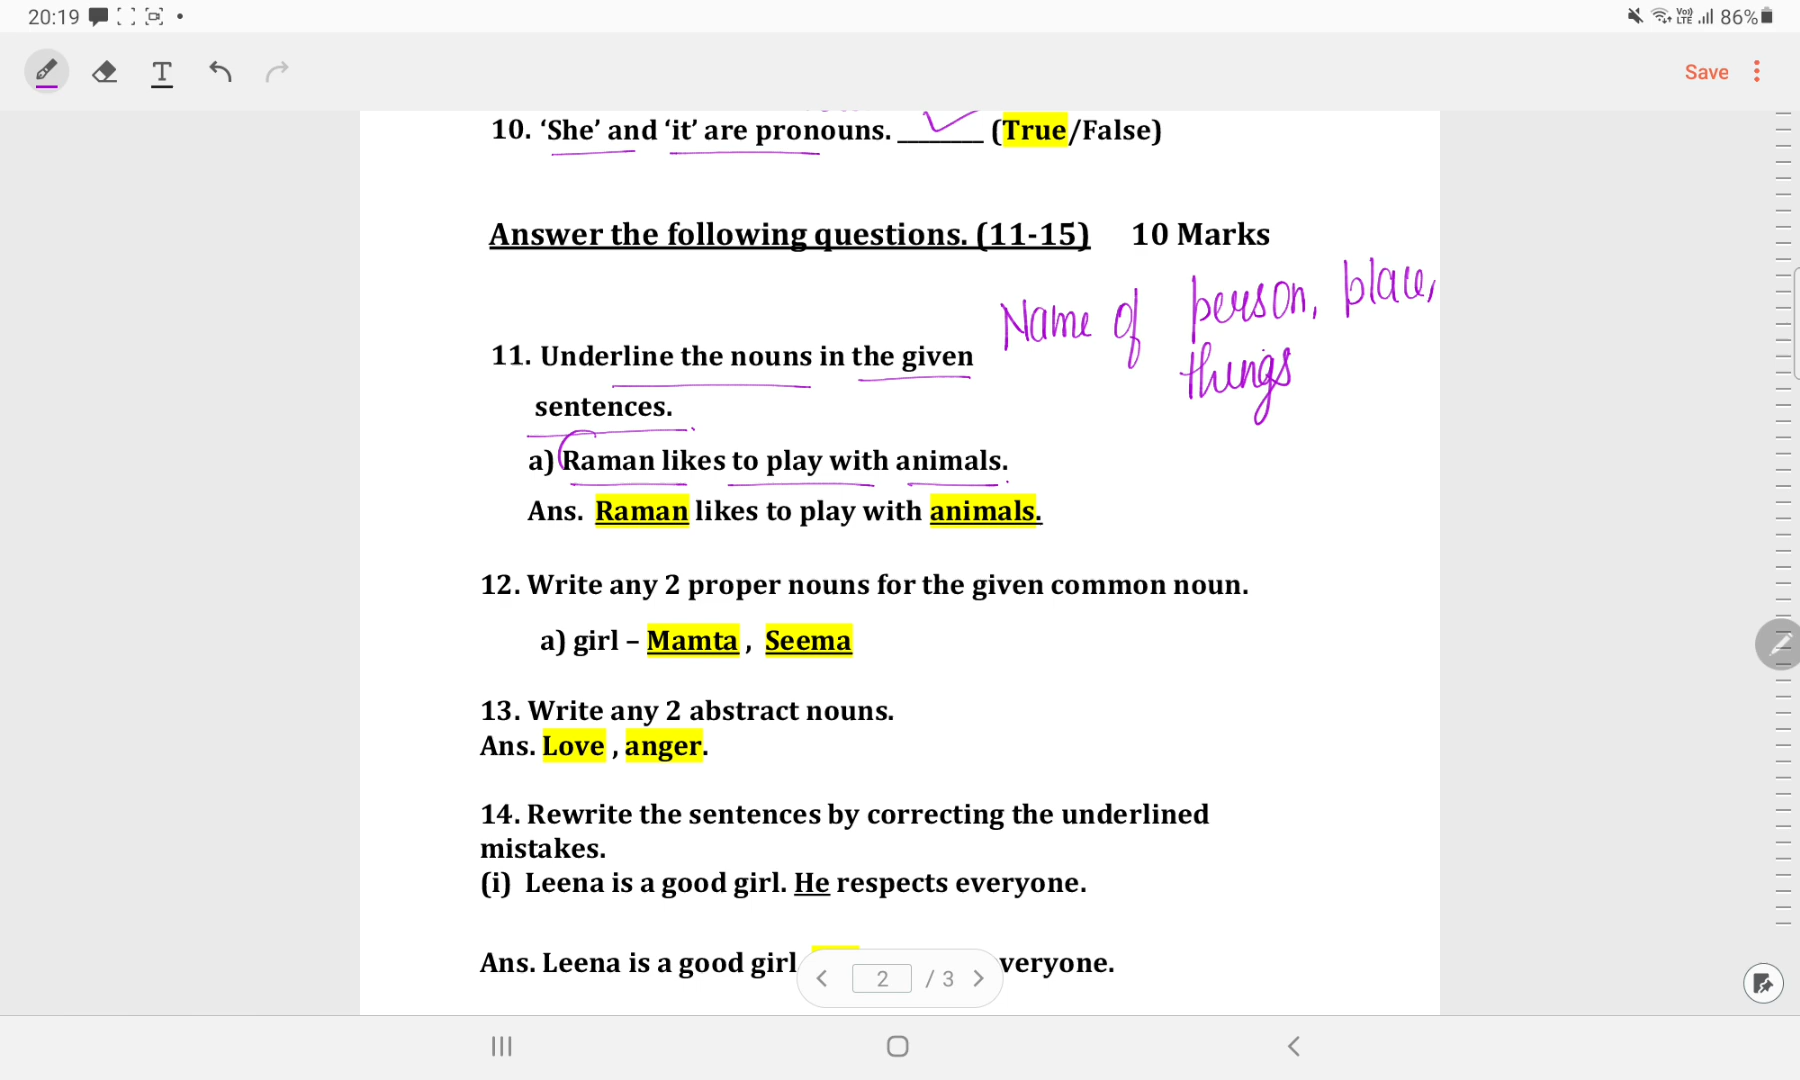 20:19
86%
Save
10. ‘She’ and ‘it’ are pronouns. ______ (True/False)
Answer the following questions. (11-15) 10 Marks
Name of person, place,
things
11. Underline the nouns in the given
sentences.
a) Raman likes to play with animals.
Ans. Raman likes to play with animals.
12. Write any 2 proper nouns for the given common noun.
a) girl – Mamta , Seema
13. Write any 2 abstract nouns.
Ans. Love , anger.
14. Rewrite the sentences by correcting the underlined
mistakes.
(i) Leena is a good girl. He respects everyone.
Ans. Leena is a good girl veryone.
2 / 3